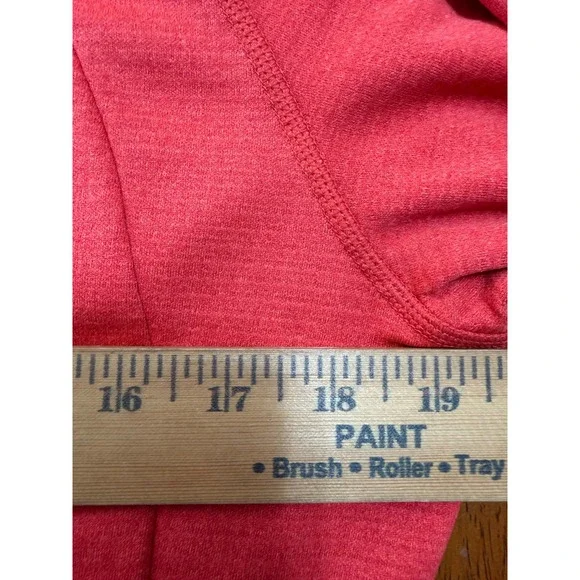 16 17 18 19
PAINT
• Brush • Roller • Tray